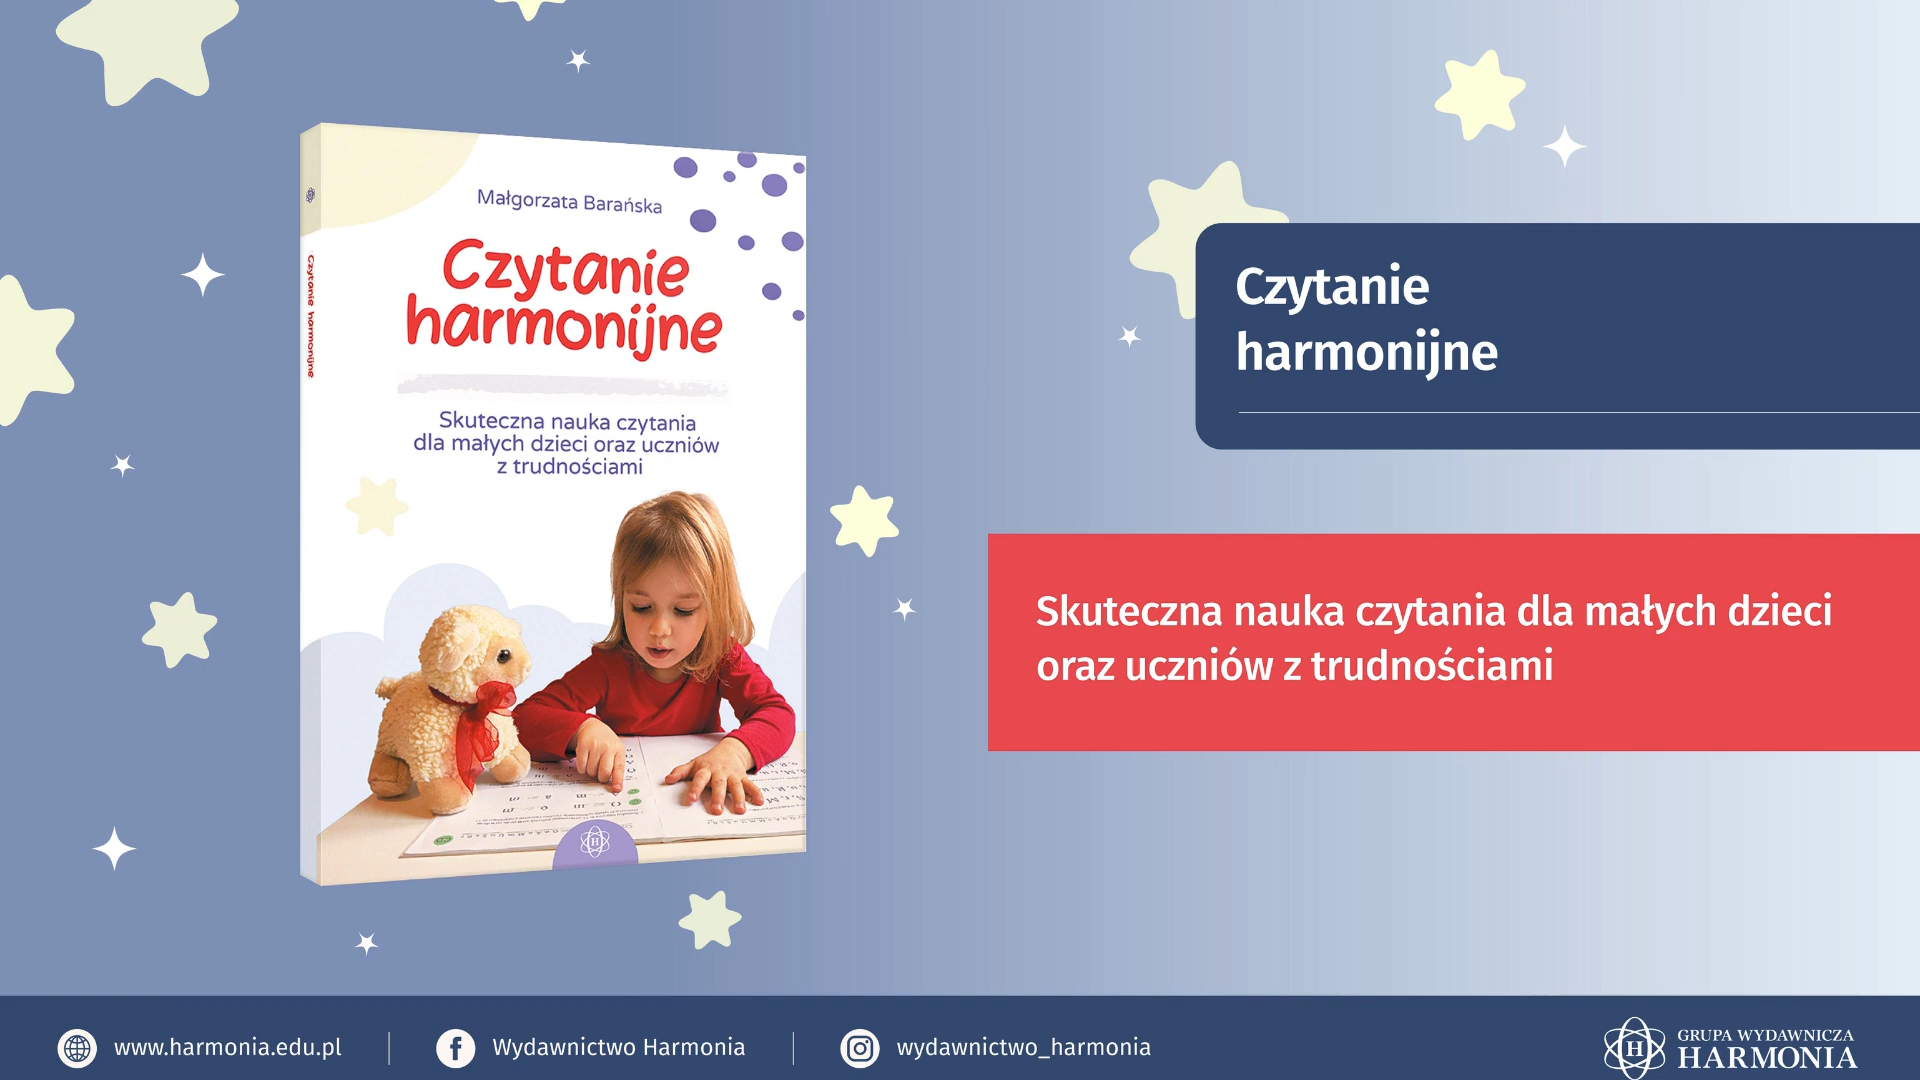 Małgorzata Barańska
Czytanie
harmonijne
Skuteczna nauka czytania
dla małych dzieci oraz uczniów
z trudnościami
Czytanie harmonijne
H
Czytanie
harmonijne
Skuteczna nauka czytania dla małych dzieci
oraz uczniów z trudnościami
www.harmonia.edu.pl
Wydawnictwo Harmonia
wydawnictwo_harmonia
H
GRUPA WYDAWNICZA
HARMONIA